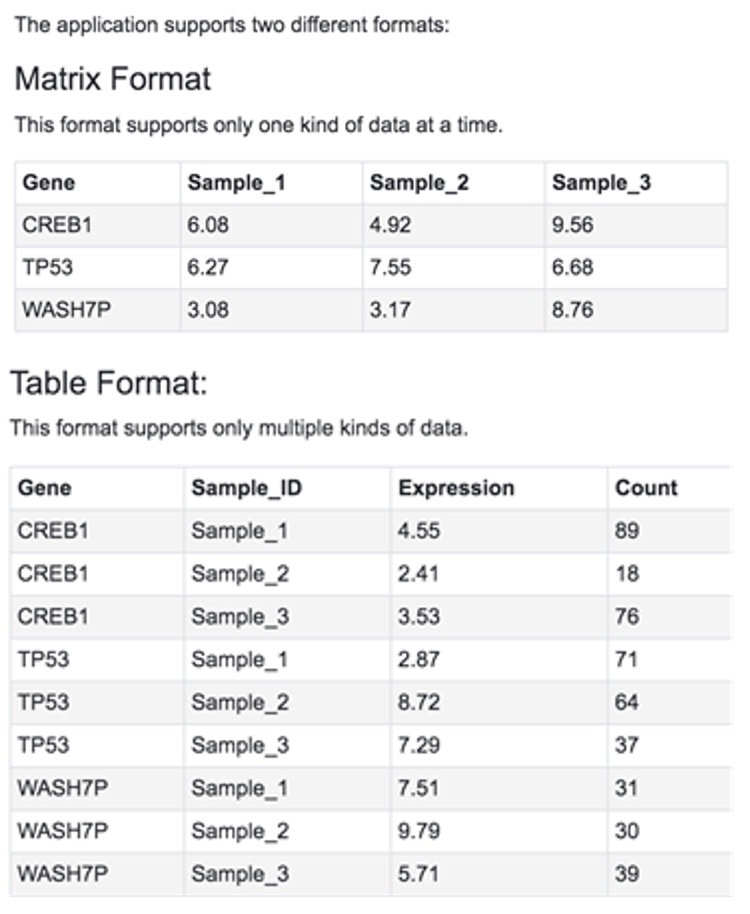 The application supports two different formats:
Matrix Format
This format supports only one kind of data at a time.
Gene Sample_1 Sample_2 Sample_3
CREB1 6.08 4.92 9.56
TP53 6.27 7.55 6.68
WASH7P 3.08 3.17 8.76
Table Format:
This format supports only multiple kinds of data.
Gene Sample_ID Expression Count
CREB1 Sample_1 4.55 89
CREB1 Sample_2 2.41 18
CREB1 Sample_3 3.53 76
TP53 Sample_1 2.87 71
TP53 Sample_2 8.72 64
TP53 Sample_3 7.29 37
WASH7P Sample_1 7.51 31
WASH7P Sample_2 9.79 30
WASH7P Sample_3 5.71 39